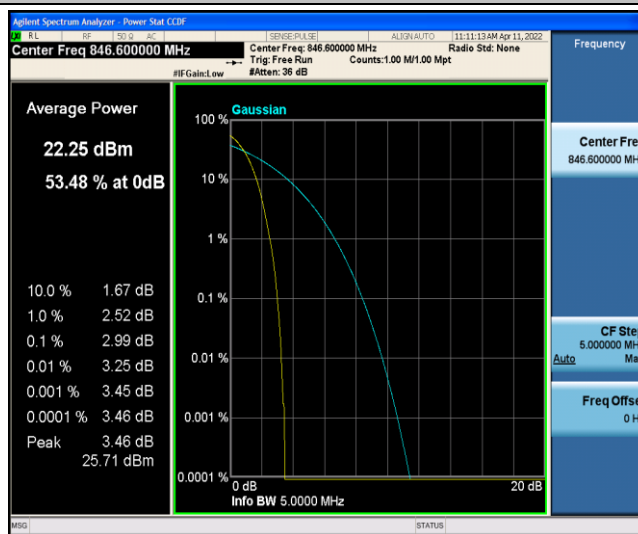 Agilent Spectrum Analyzer - Power Stat CCDF
RL RF 50 Ω AC SENSE:PULSE ALIGN AUTO 11:11:13 AM Apr 11, 2022
Center Freq 846.600000 MHz
Center Freq: 846.600000 MHz Radio Std: None
Trig: Free Run Counts:1.00 M/1.00 Mpt
#IFGain:Low #Atten: 36 dB
Frequency
Average Power
22.25 dBm
53.48 % at 0dB
10.0 % 1.67 dB
1.0 % 2.52 dB
0.1 % 2.99 dB
0.01 % 3.25 dB
0.001 % 3.45 dB
0.0001 % 3.46 dB
Peak 3.46 dB
25.71 dBm
Gaussian
100 %
10 %
1 %
0.1 %
0.01 %
0.001 %
0.0001 %
0 dB 20 dB
Info BW 5.0000 MHz
Center Fre
846.600000 MH
CF Ste
5.000000 MH
Auto Ma
Freq Offse
0 H
MSG STATUS